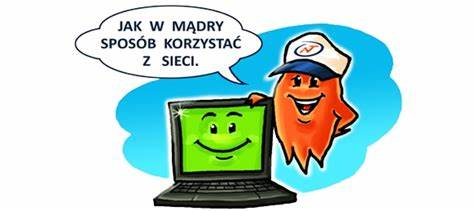 JAK W MĄDRY
SPOSÓB KORZYSTAĆ
Z SIECI.